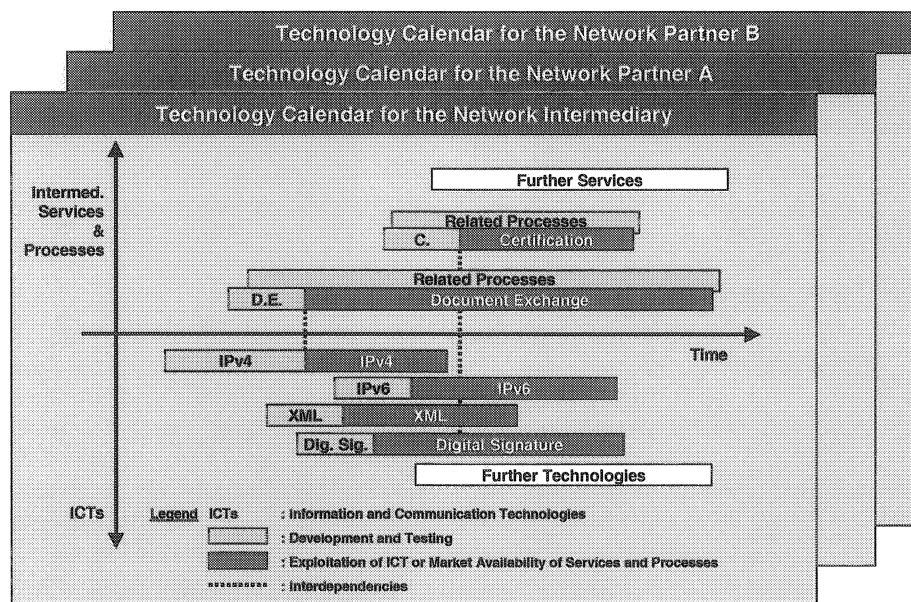 Technology Calendar for the Network Partner B
Technology Calendar for the Network Partner A
Technology Calendar for the Network Intermediary
Intermed.
Services
&
Processes
Further Services
Related Processes
C. Certification
Related Processes
D.E. Document Exchange
Time
IPv4 IPv4
IPv6 IPv6
XML XML
Dig. Sig. Digital Signature
Further Technologies
ICTs
Legend ICTs : Information and Communication Technologies
: Development and Testing
: Exploitation of ICT or Market Availability of Services and Processes
: Interdependencies